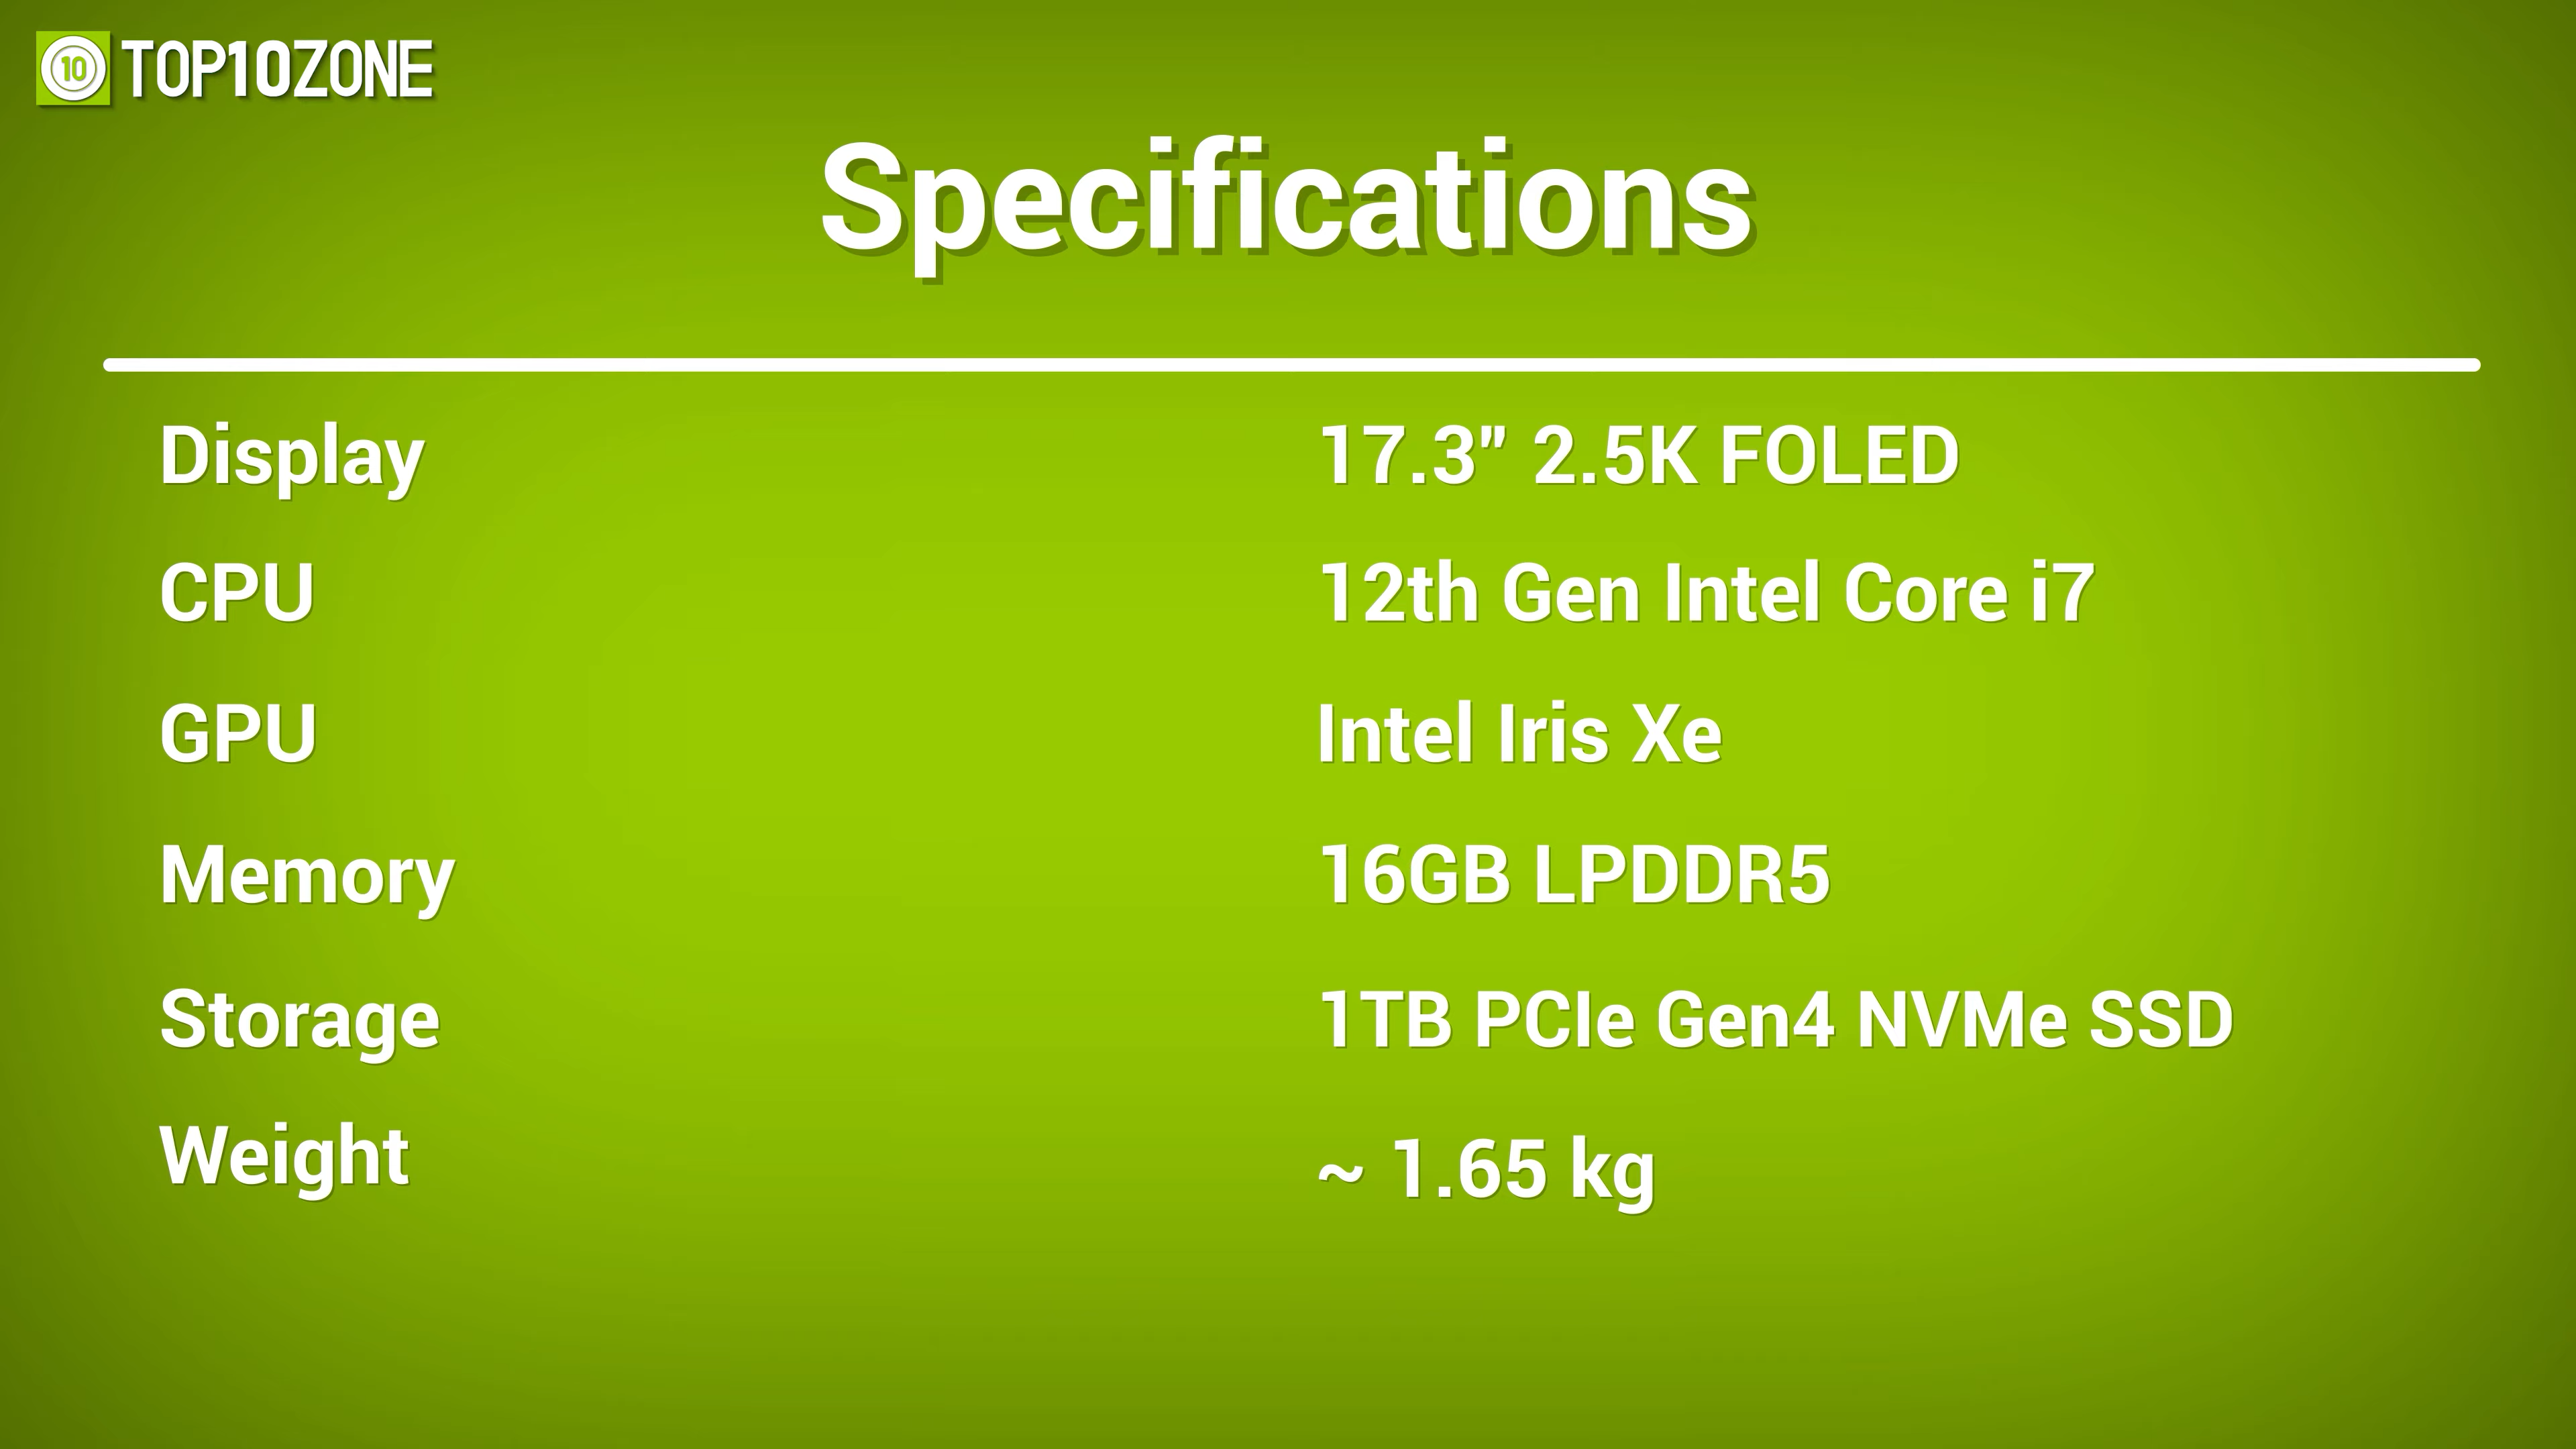 10 TOP10ZONE
Specifications
Display 17.3" 2.5K FOLED
CPU 12th Gen Intel Core i7
GPU Intel Iris Xe
Memory 16GB LPDDR5
Storage 1TB PCIe Gen4 NVMe SSD
Weight ~ 1.65 kg